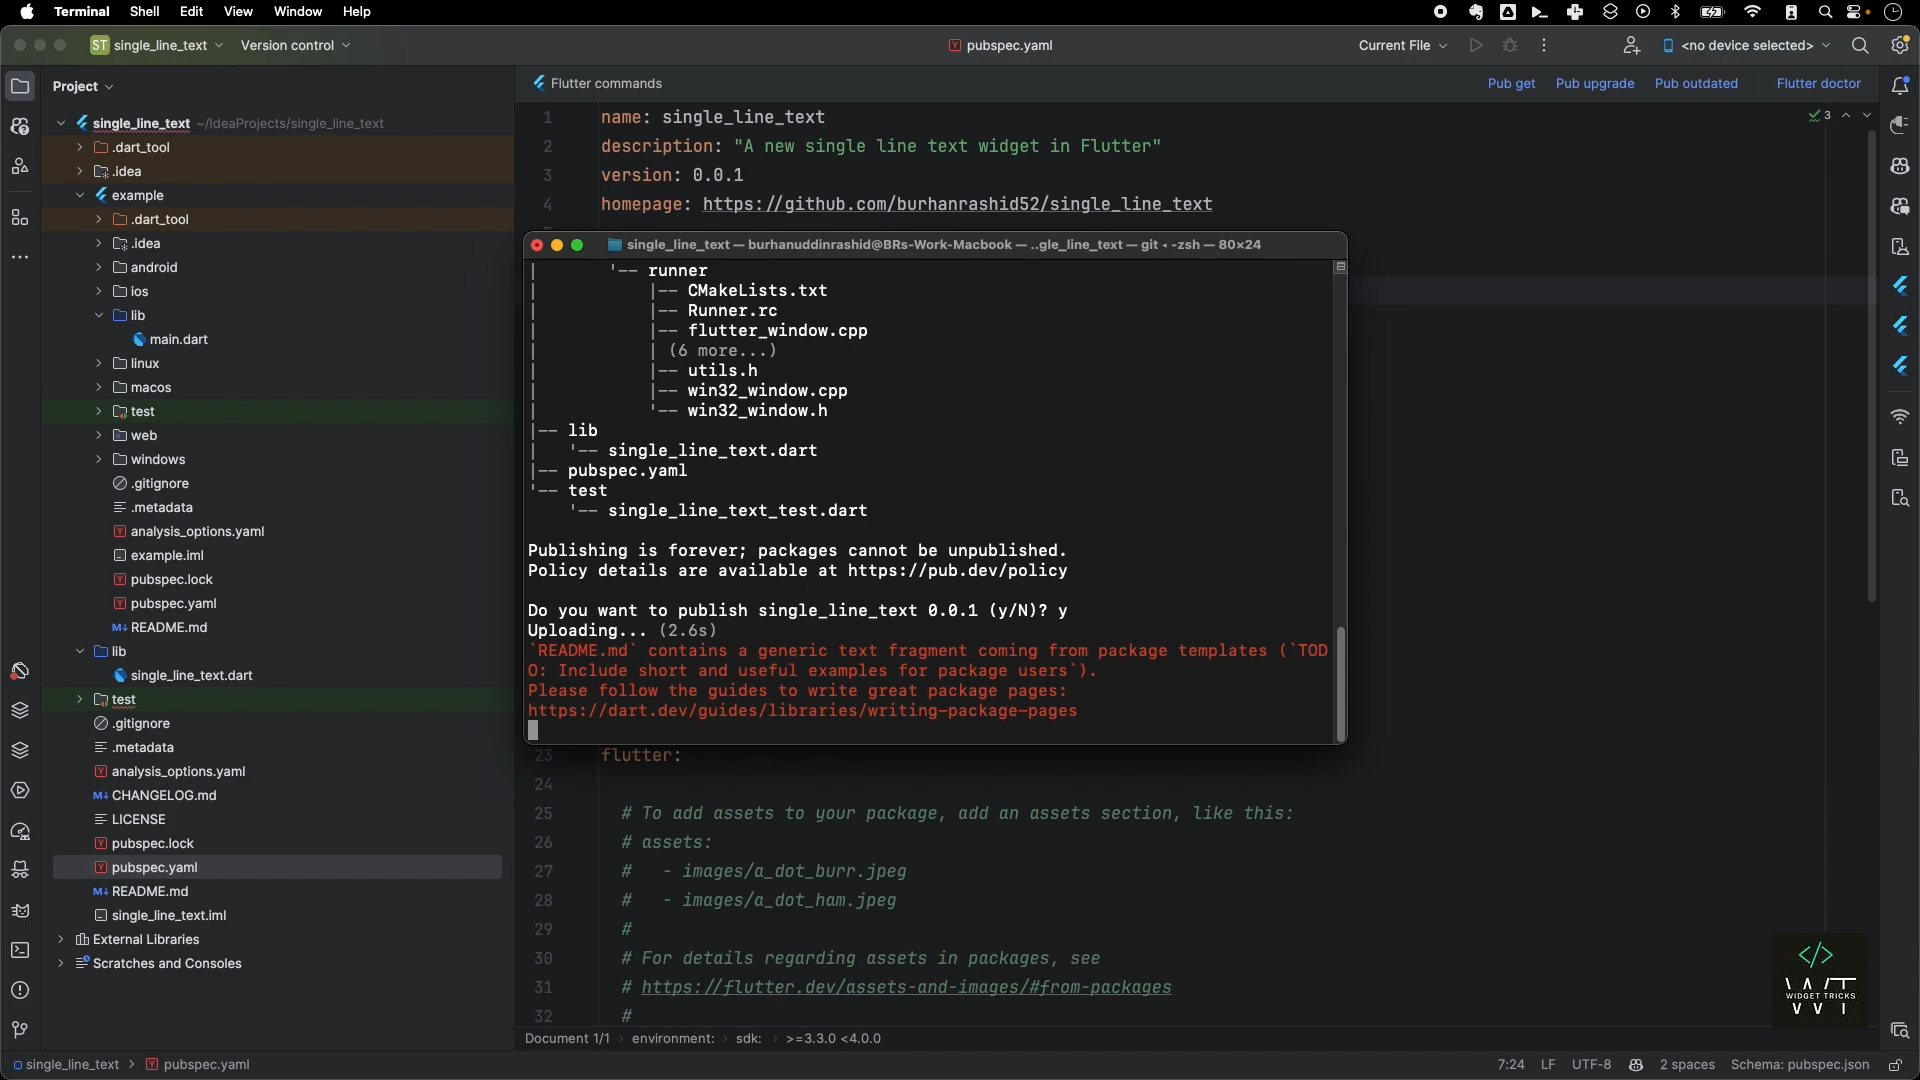 Terminal Shell Edit View Window Help
ST single_line_text Version control
pubspec.yaml
Current File
<no device selected>
Project
Flutter commands
Pub get Pub upgrade Pub outdated Flutter doctor
single_line_text ~/IdeaProjects/single_line_text
.dart_tool
.idea
example
.dart_tool
.idea
android
ios
lib
main.dart
linux
macos
test
web
windows
.gitignore
.metadata
analysis_options.yaml
example.iml
pubspec.lock
pubspec.yaml
M↓ README.md
lib
single_line_text.dart
test
.gitignore
.metadata
analysis_options.yaml
M↓ CHANGELOG.md
LICENSE
pubspec.lock
pubspec.yaml
M↓ README.md
single_line_text.iml
External Libraries
Scratches and Consoles
1 name: single_line_text
2 description: "A new single line text widget in Flutter"
3 version: 0.0.1
4 homepage: https://github.com/burhanrashid52/single_line_text
3
single_line_text — burhanuddinrashid@BRs-Work-Macbook — ..gle_line_text — git ◂ -zsh — 80×24
| '-- runner
| |-- CMakeLists.txt
| |-- Runner.rc
| |-- flutter_window.cpp
| | (6 more...)
| |-- utils.h
| |-- win32_window.cpp
| '-- win32_window.h
|-- lib
| '-- single_line_text.dart
|-- pubspec.yaml
'-- test
'-- single_line_text_test.dart
Publishing is forever; packages cannot be unpublished.
Policy details are available at https://pub.dev/policy
Do you want to publish single_line_text 0.0.1 (y/N)? y
Uploading... (2.6s)
`README.md` contains a generic text fragment coming from package templates (`TOD
O: Include short and useful examples for package users`).
Please follow the guides to write great package pages:
https://dart.dev/guides/libraries/writing-package-pages
23 flutter:
24
25 # To add assets to your package, add an assets section, like this:
26 # assets:
27 # - images/a_dot_burr.jpeg
28 # - images/a_dot_ham.jpeg
29 #
30 # For details regarding assets in packages, see
31 # https://flutter.dev/assets-and-images/#from-packages
32 #
</>
WT
WIDGET TRICKS
Document 1/1 › environment: › sdk: › >=3.3.0 <4.0.0
single_line_text › pubspec.yaml
7:24 LF UTF-8 2 spaces Schema: pubspec.json